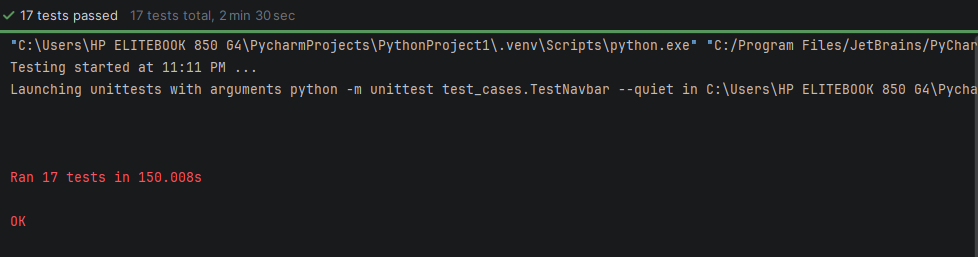 17 tests passed 17 tests total, 2 min 30 sec
"C:\Users\HP ELITEBOOK 850 G4\PycharmProjects\PythonProject1\.venv\Scripts\python.exe" "C:/Program Files/JetBrains/PyChar
Testing started at 11:11 PM ...
Launching unittests with arguments python -m unittest test_cases.TestNavbar --quiet in C:\Users\HP ELITEBOOK 850 G4\Pycha
Ran 17 tests in 150.008s
OK